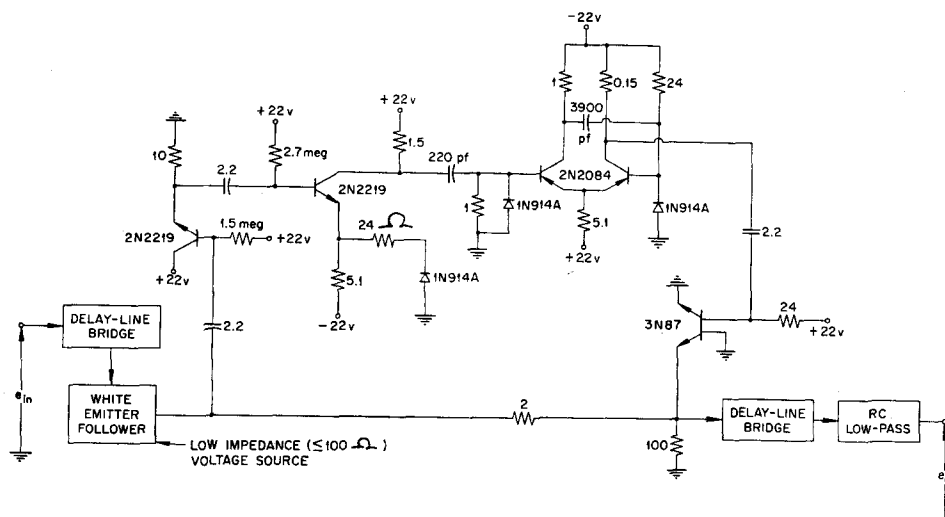 -22v
1
0.15
24
3900
pf
+22v
+22v
10
2.7 meg
1.5
2.2
220 pf
2N2219
2N2084
1N914A
1
1N914A
2N2219
1.5 meg
+22v
24 Ω
5.1
+22v
2.2
+22v
5.1
1N914A
-22v
24
+22v
3N87
2.2
DELAY-LINE
BRIDGE
e in
WHITE
EMITTER
FOLLOWER
2
DELAY-LINE
BRIDGE
RC
LOW-PASS
LOW IMPEDANCE (≤100 Ω)
VOLTAGE SOURCE
100
e